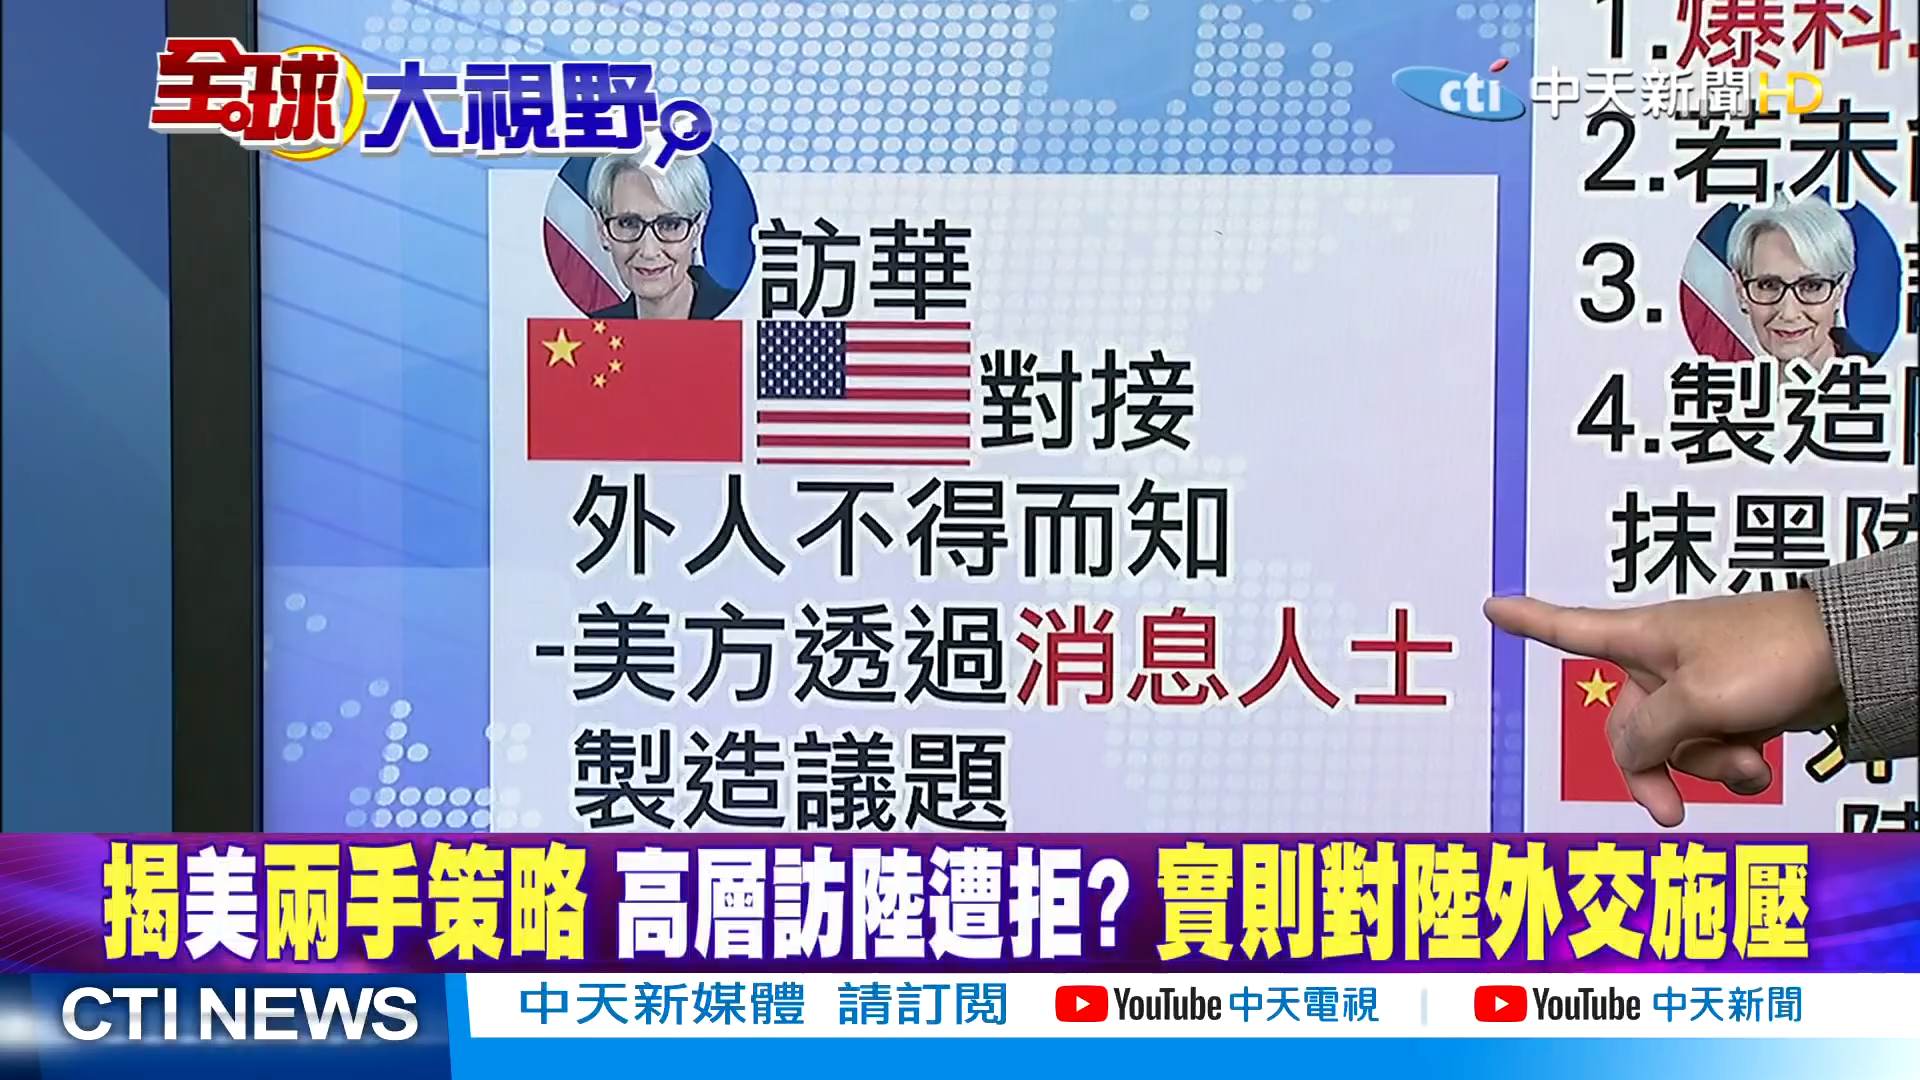 全球大視野
cti 中天新聞HD
訪華
對接
外人不得而知
-美方透過消息人士
製造議題
1.爆料
2.若未
3.
4.製造
抹黑陸
揭美兩手策略 高層訪陸遭拒? 實則對陸外交施壓
CTI NEWS
中天新媒體 請訂閱 YouTube 中天電視 | YouTube 中天新聞